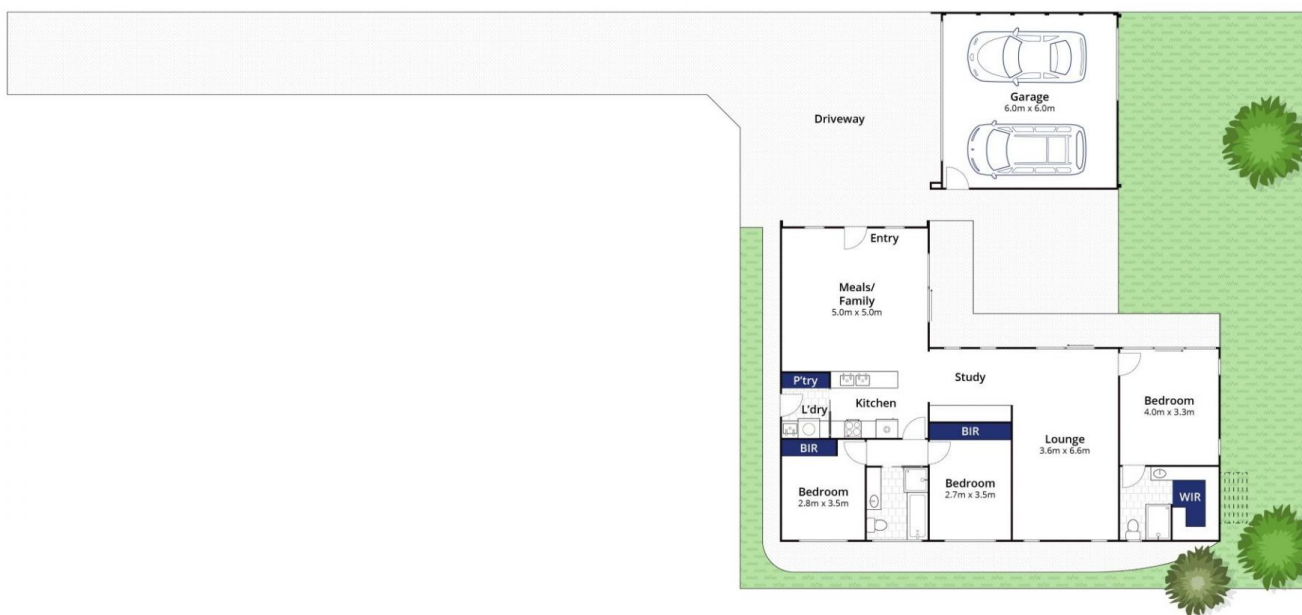 Garage
6.0m x 6.0m
Driveway
Entry
Meals/
Family
5.0m x 5.0m
P'try
Study
L'dry
Kitchen
Bedroom
4.0m x 3.3m
BIR
BIR
Lounge
3.6m x 6.6m
Bedroom
2.8m x 3.5m
Bedroom
2.7m x 3.5m
WIR